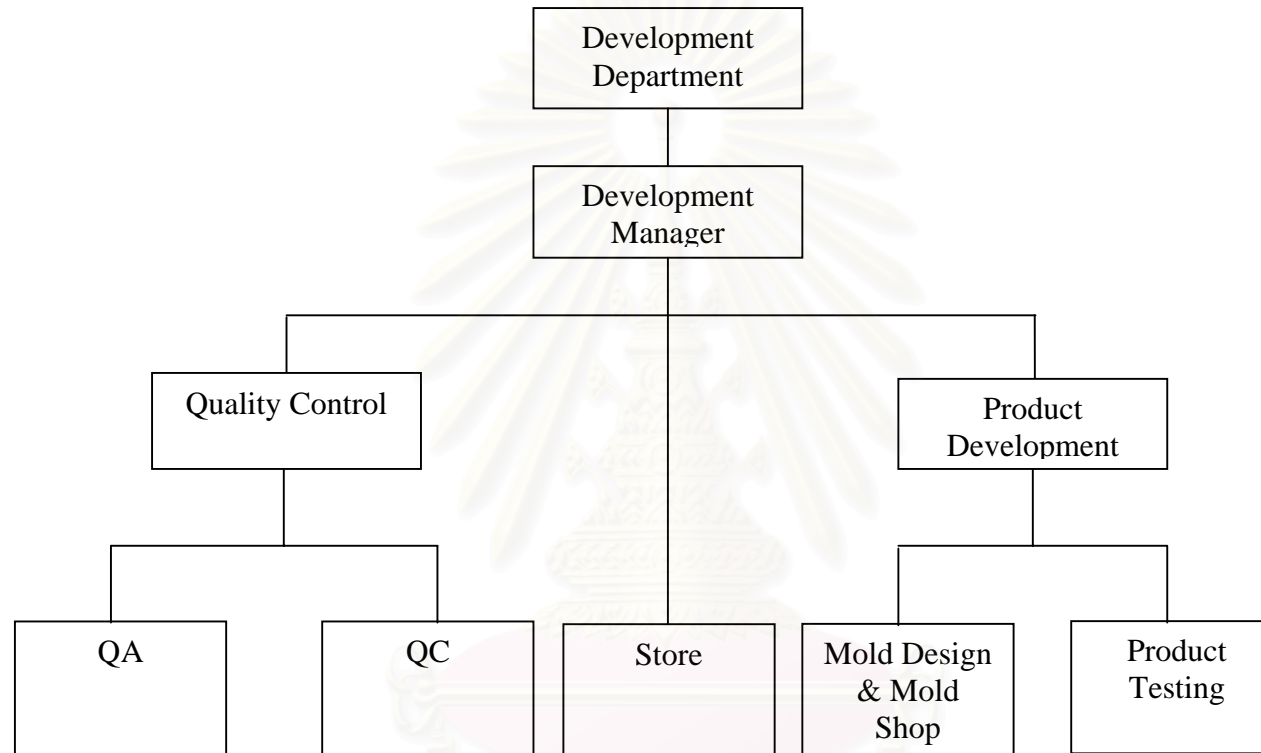 Development
Department
Development
Manager
Quality Control
Product
Development
QA
QC
Store
Mold Design
& Mold
Shop
Product
Testing